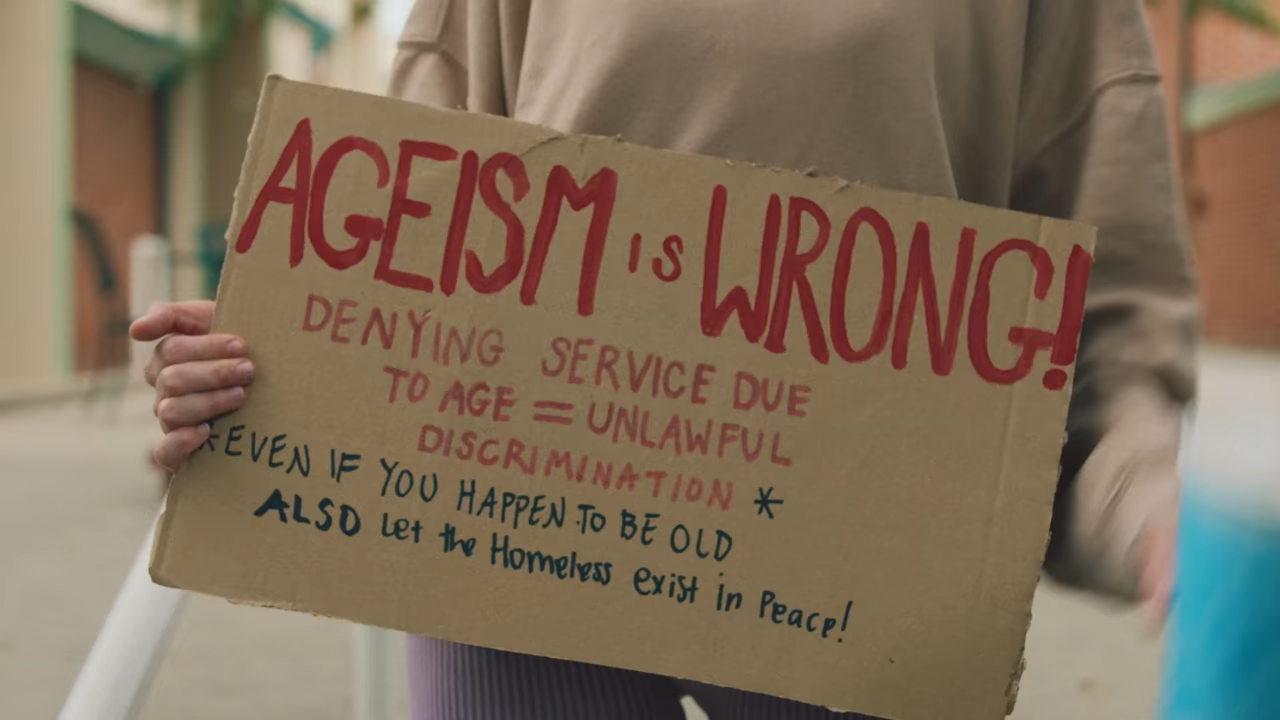 AGEISM IS WRONG!
DENYING SERVICE DUE
TO AGE = UNLAWFUL
DISCRIMINATION *
*EVEN IF YOU HAPPEN TO BE OLD
ALSO Let the Homeless exist in Peace!